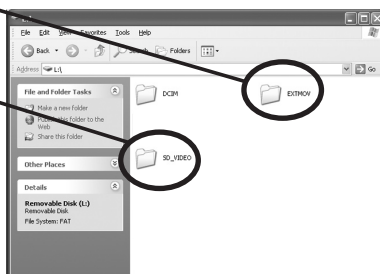 File Edit View Favorites Tools Help
Back Search Folders
Address L:\ Go
File and Folder Tasks
Make a new folder
Publish this folder to the
Web
Share this folder
Other Places
Details
Removable Disk (L:)
Removable Disk
File System: FAT
DCIM
EXTMOV
SD_VIDEO